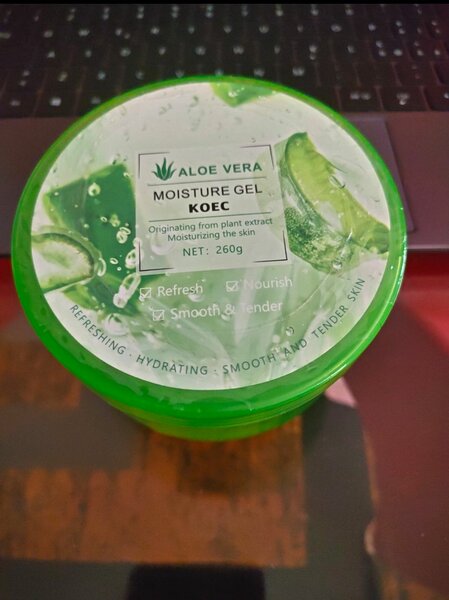 ALOE VERA
MOISTURE GEL
KOEC
Originating from plant extract
Moisturizing the skin
NET: 260g
Refresh Nourish
Smooth & Tender
REFRESHING · HYDRATING · SMOOTH AND TENDER SKIN